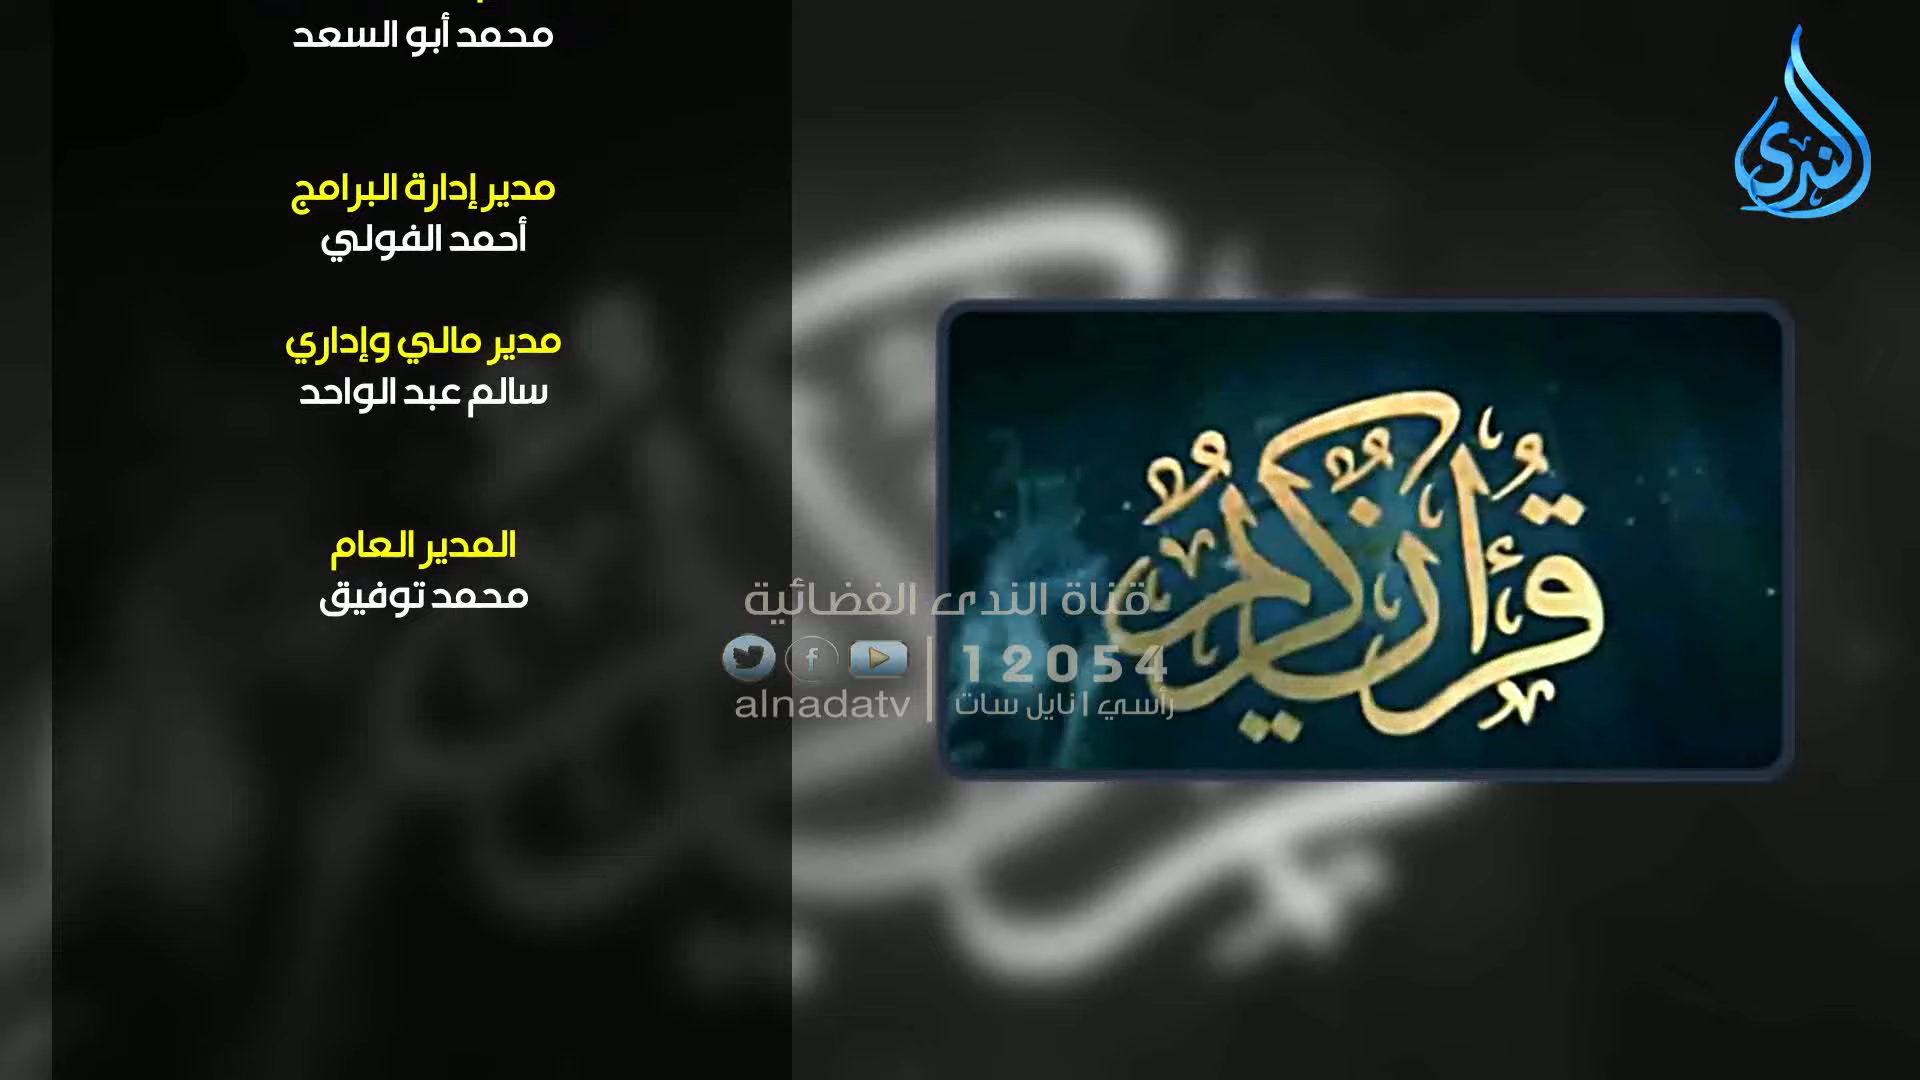 محمد أبو السعد
مدير إدارة البرامج
أحمد الفولي
مدير مالي وإداري
سالم عبد الواحد
المدير العام
محمد توفيق
الندى
قرآن كريم
قناة الندى الفضائية
12054
alnadatv
رأسي | نايل سات